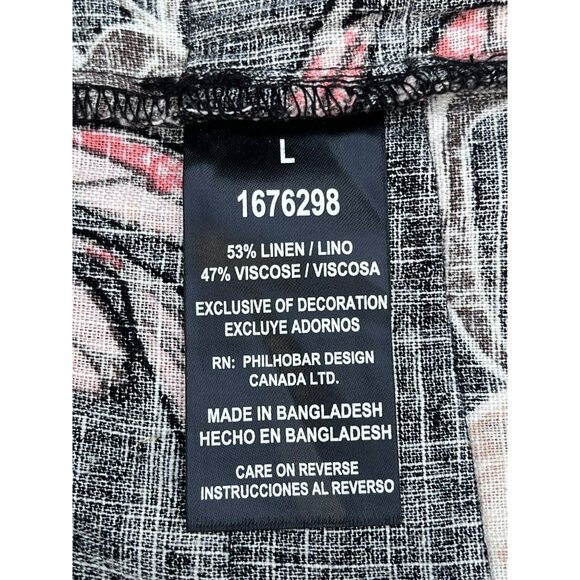 L
1676298
53% LINEN / LINO
47% VISCOSE / VISCOSA
EXCLUSIVE OF DECORATION
EXCLUYE ADORNOS
RN: PHILHOBAR DESIGN
CANADA LTD.
MADE IN BANGLADESH
HECHO EN BANGLADESH
CARE ON REVERSE
INSTRUCCIONES AL REVERSO